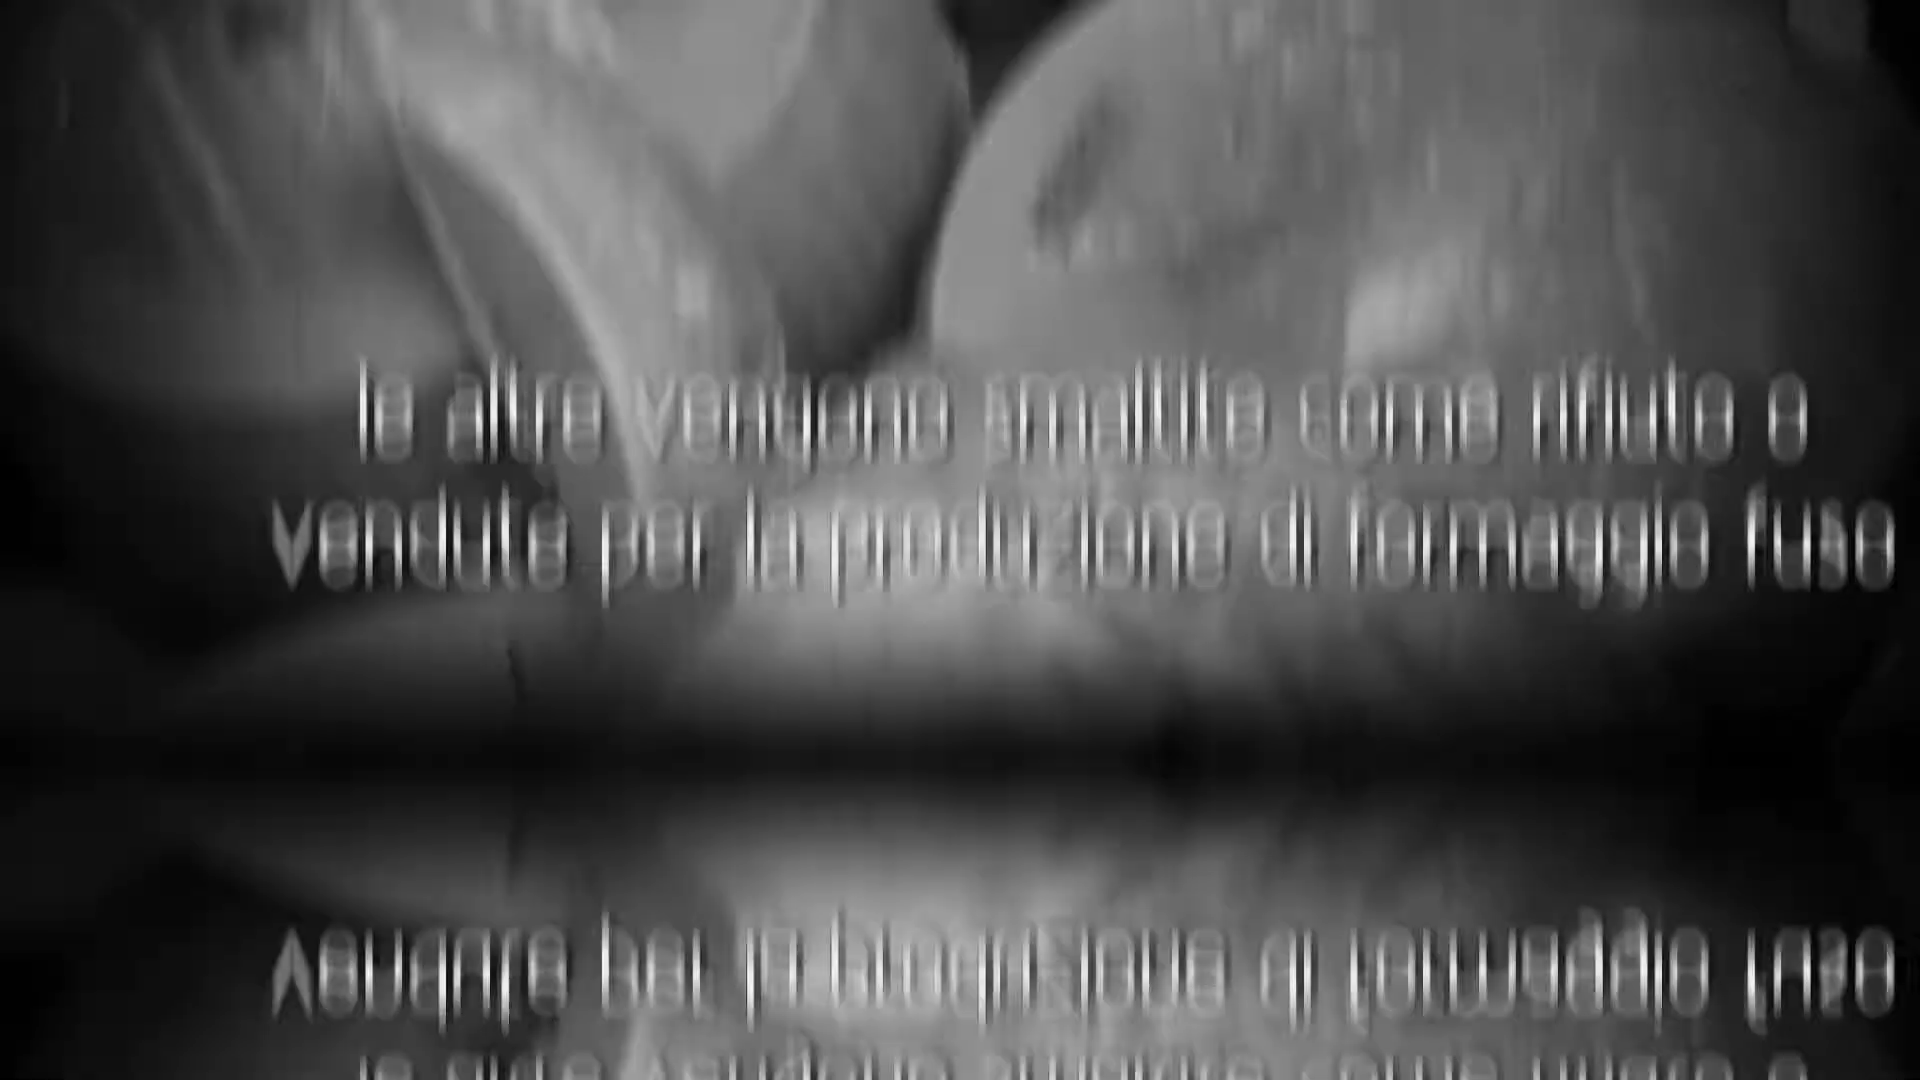 le altre vengono smaltite come rifiuto o
vendute per la produzione di formaggio fuso